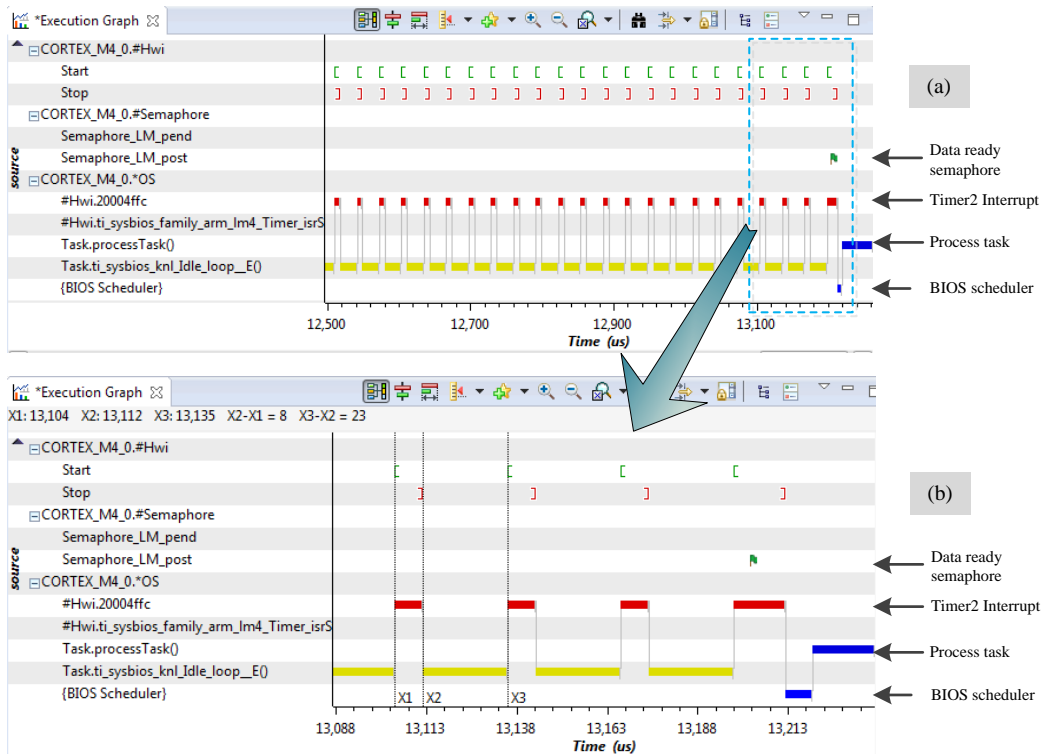 *Execution Graph
CORTEX_M4_0.#Hwi
Start
Stop
CORTEX_M4_0.#Semaphore
Semaphore_LM_pend
Semaphore_LM_post
CORTEX_M4_0.*OS
#Hwi.20004ffc
#Hwi.ti_sysbios_family_arm_lm4_Timer_isrS
Task.processTask()
Task.ti_sysbios_knl_Idle_loop__E()
{BIOS Scheduler}
source
12,500 12,700 12,900 13,100
Time (us)
(a)
Data ready
semaphore
Timer2 Interrupt
Process task
BIOS scheduler
*Execution Graph
X1: 13,104 X2: 13,112 X3: 13,135 X2-X1 = 8 X3-X2 = 23
CORTEX_M4_0.#Hwi
Start
Stop
CORTEX_M4_0.#Semaphore
Semaphore_LM_pend
Semaphore_LM_post
CORTEX_M4_0.*OS
#Hwi.20004ffc
#Hwi.ti_sysbios_family_arm_lm4_Timer_isrS
Task.processTask()
Task.ti_sysbios_knl_Idle_loop__E()
{BIOS Scheduler}
source
X1 X2 X3
13,088 13,113 13,138 13,163 13,188 13,213
Time (us)
(b)
Data ready
semaphore
Timer2 Interrupt
Process task
BIOS scheduler